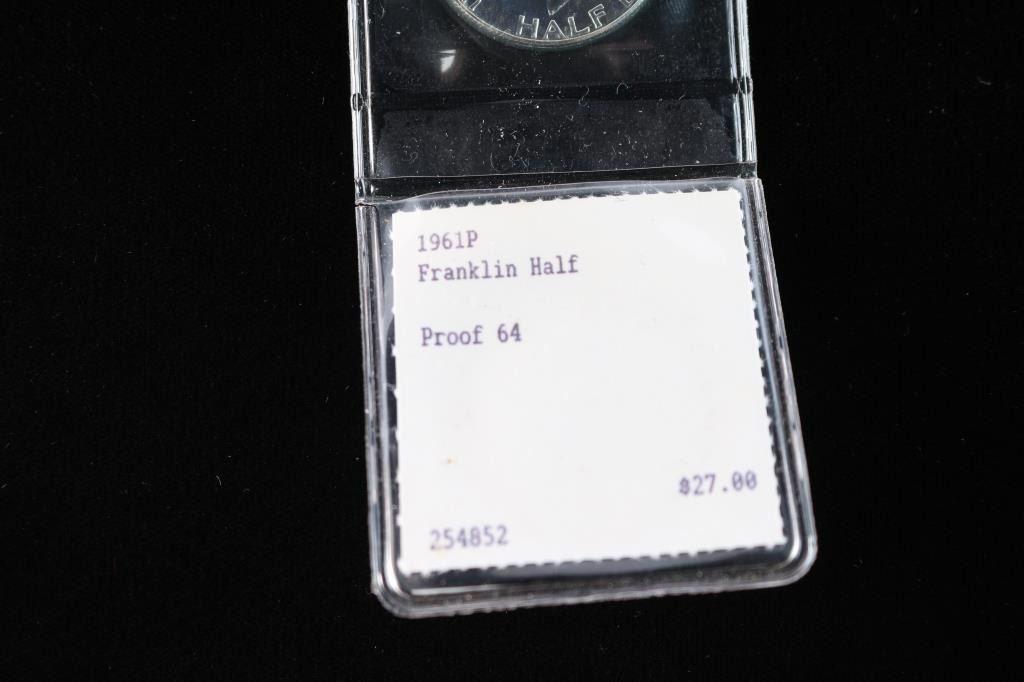 HALF
1961P
Franklin Half
Proof 64
$27.00
254852